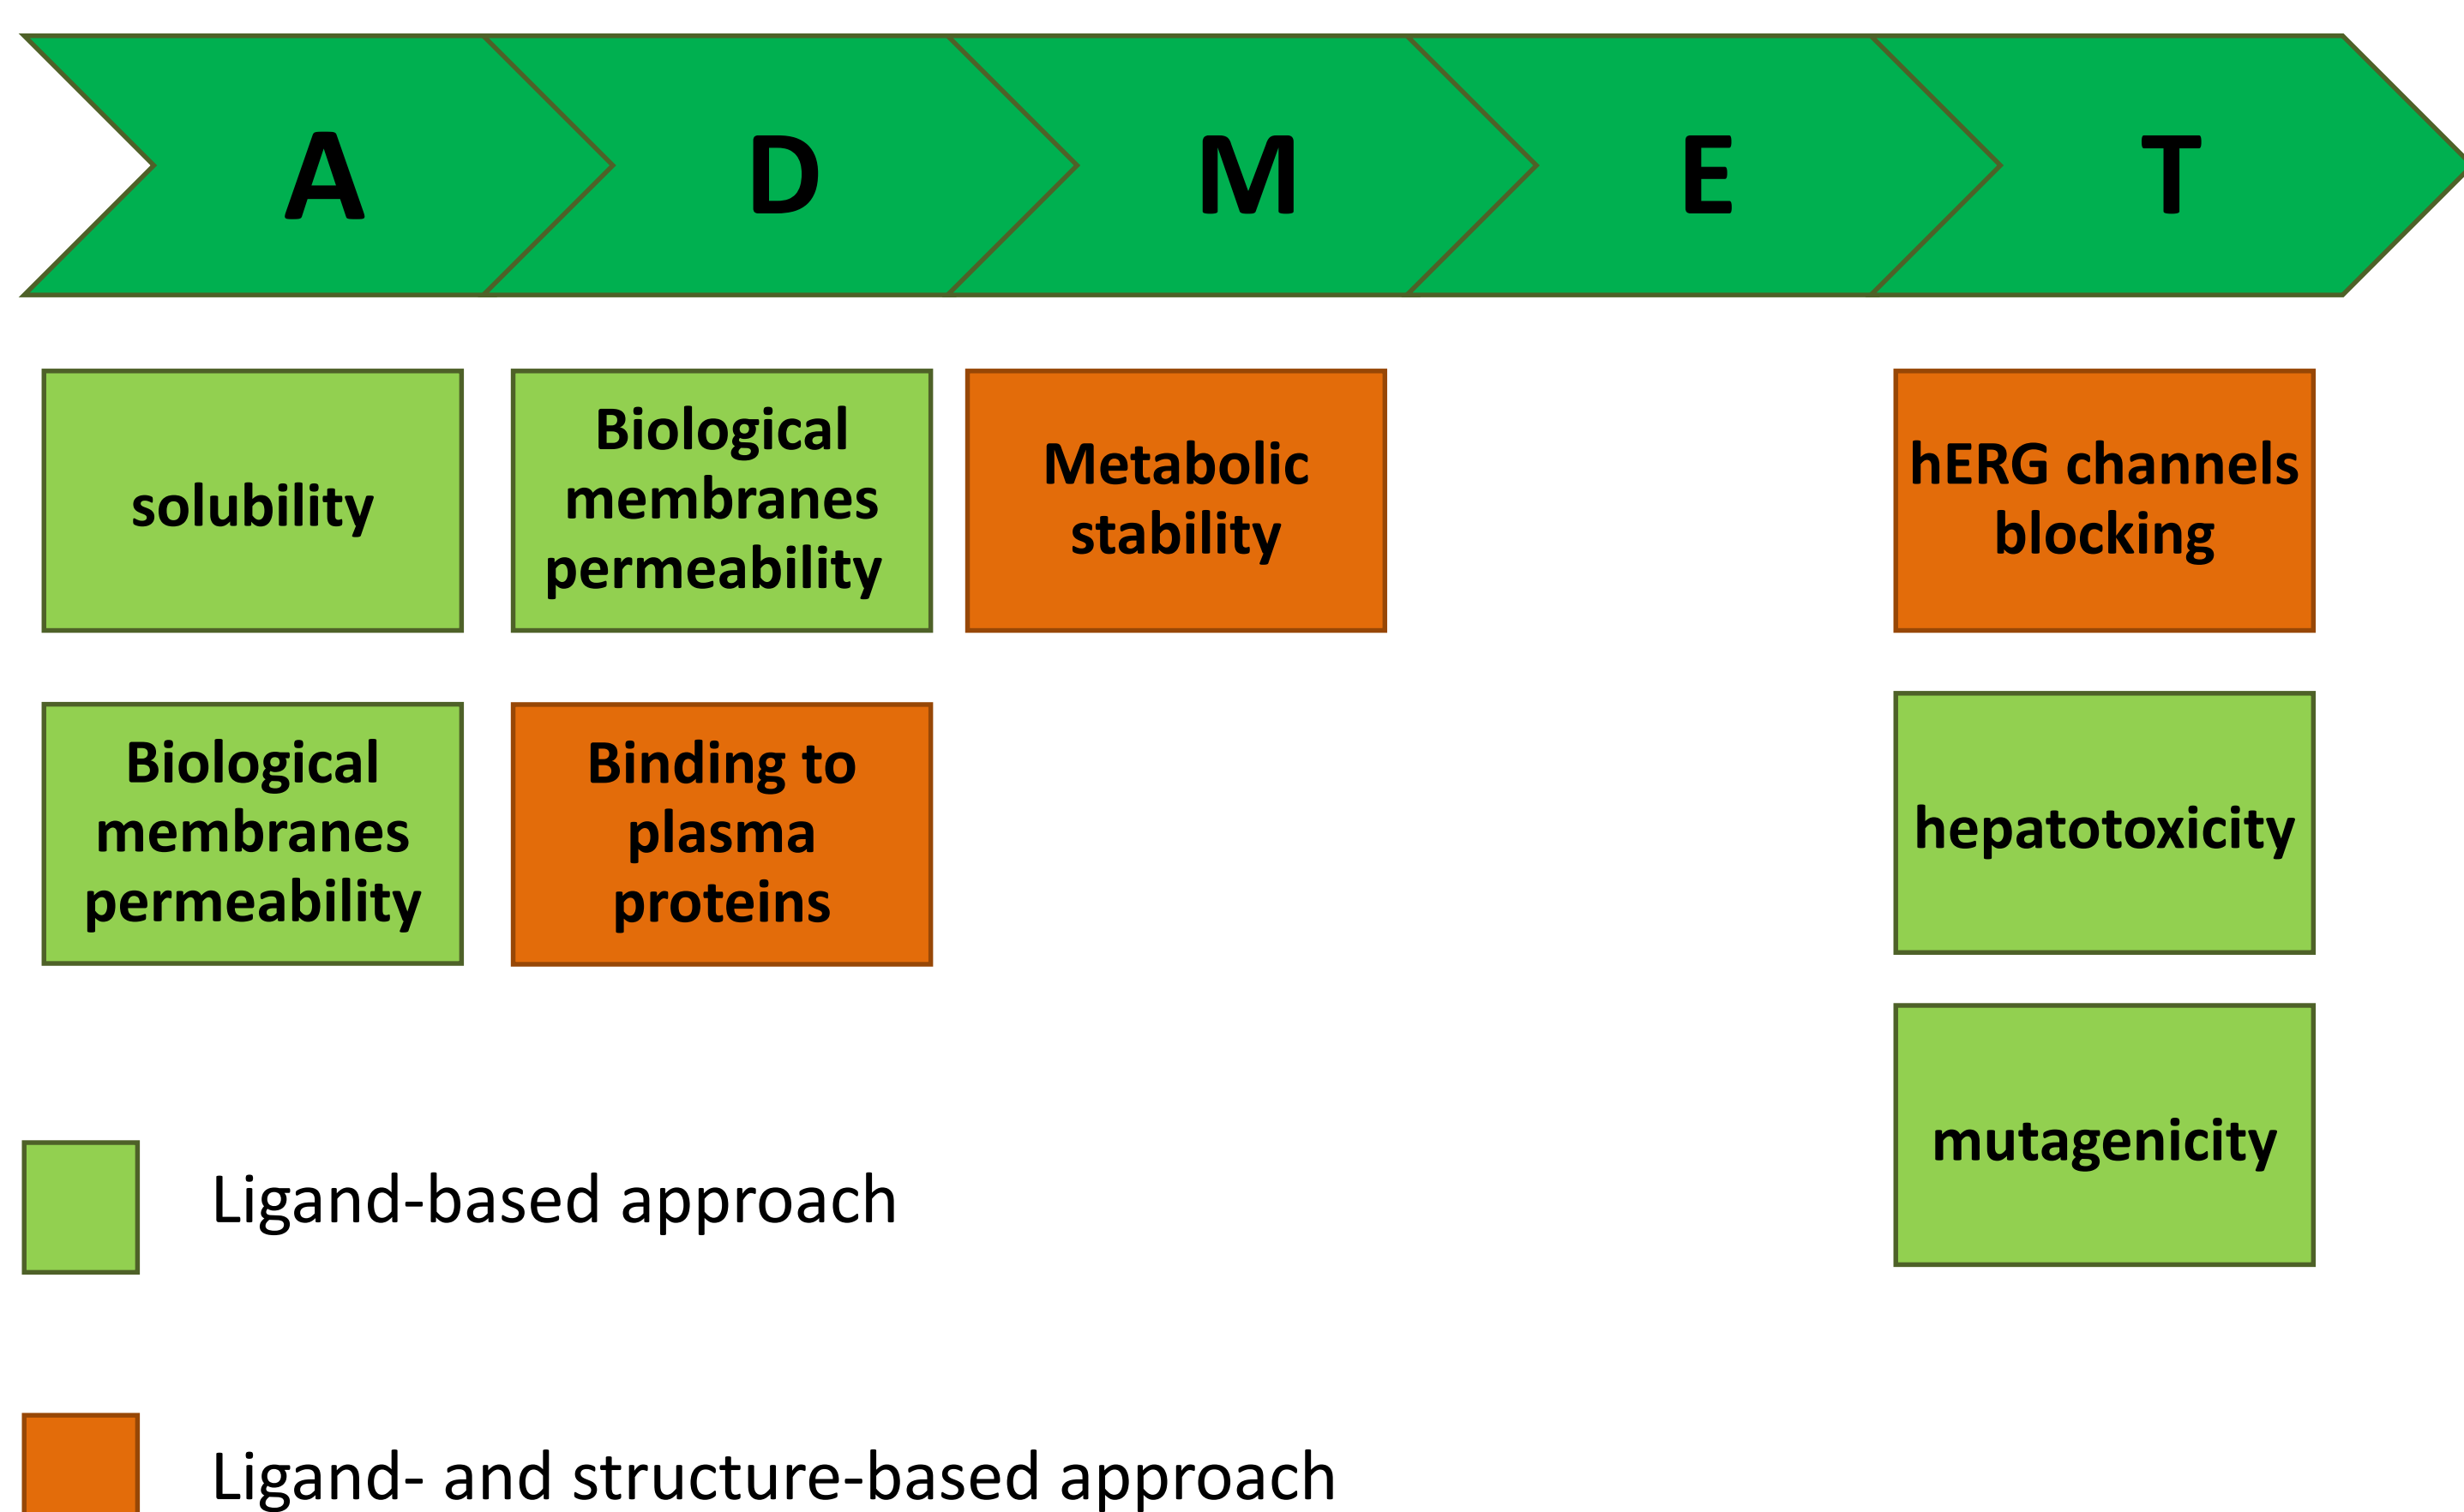 A
D
M
E
T
solubility
Biological
membranes
permeability
Metabolic
stability
hERG channels
blocking
Biological
membranes
permeability
Binding to
plasma
proteins
hepatotoxicity
mutagenicity
Ligand-based approach
Ligand- and structure-based approach